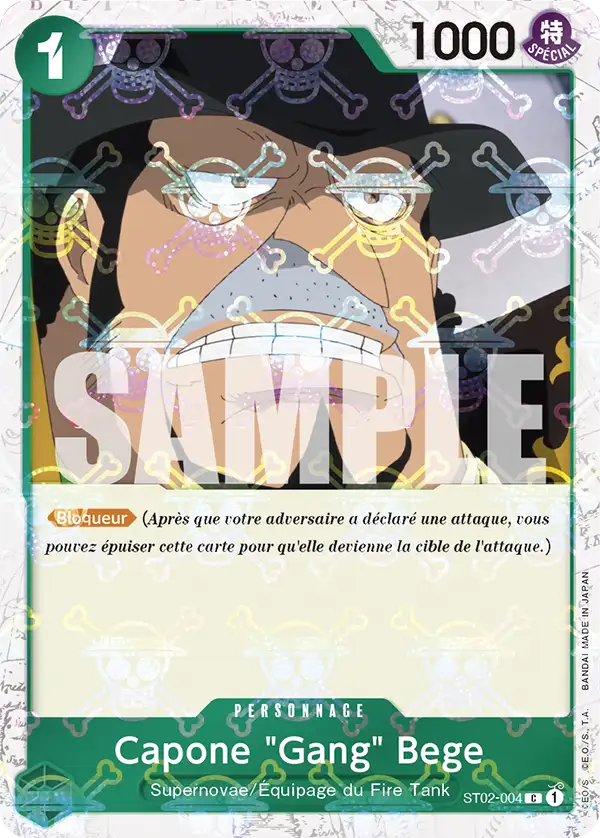 1
1000
特
SPÉCIAL
SAMPLE
Bloqueur (Après que votre adversaire a déclaré une attaque, vous
pouvez épuiser cette carte pour qu'elle devienne la cible de l'attaque.)
PERSONNAGE
Capone "Gang" Bege
Supernovae/Équipage du Fire Tank
ST02-004 C 1
©E.O/S. ©E.O./S.,T.A. BANDAI MADE IN JAPAN